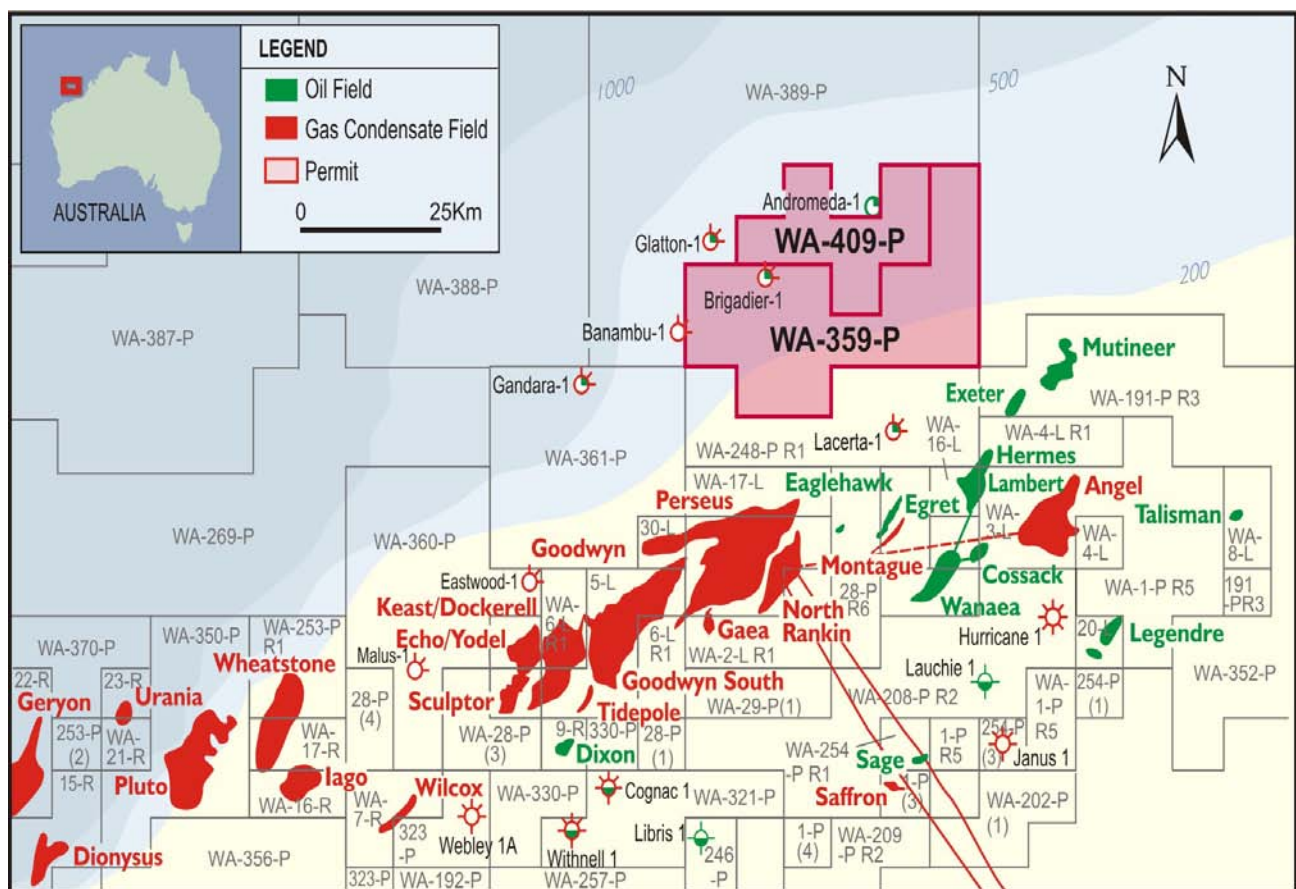 LEGEND
Oil Field
Gas Condensate Field
Permit
0 25Km
AUSTRALIA
1000
WA-389-P
500
N
Andromeda-1
Glatton-1
WA-409-P
WA-388-P
Brigadier-1
200
WA-387-P
Banambu-1
WA-359-P
Mutineer
Gandara-1
Exeter
WA-191-P R3
Lacerta-1
WA-
16-L
WA-4-L R1
WA-248-P R1
WA-361-P
Hermes
WA-17-L
Eaglehawk
Lambert
Angel
Perseus
Egret
WA-
3-L
Talisman
WA-269-P
WA-360-P
30-L
Goodwyn
WA-
4-L
WA-
8-L
Montague
Cossack
Eastwood-1
5-L
28-P
R6
WA-1-P R5
191
-PR3
Keast/Dockerell
WA-
6-L
R1
Wanaea
North
Rankin
Hurricane 1
WA-370-P
WA-350-P
WA-253-P
R1
Echo/Yodel
6-L
R1
Gaea
WA-2-L R1
20-L
Legendre
Wheatstone
Malus-1
Lauchie 1
WA-352-P
22-R
23-R
Geryon
Urania
Sculptor
Goodwyn South
28-P
(4)
Tidepole
WA-29-P(1)
WA-208-P R2
WA-
1-P
R5
254-P
(1)
253-P
(2)
WA-
21-R
WA-
17-R
WA-28-P
(3)
9-R
330-P
28-P
(1)
Dixon
WA-254
-P R1
1-P
R5
254-P
(3)
Janus 1
Sage
15-R
Pluto
Iago
WA-16-R
WA-
7-R
Wilcox
WA-330-P
Cognac 1
WA-321-P
Saffron
1-P
(3)
WA-202-P
(1)
Webley 1A
323
-P
Withnell 1
Libris 1
246
-P
1-P
(4)
WA-209
-P R2
Dionysus
WA-356-P
323-P
WA-192-P
WA-257-P